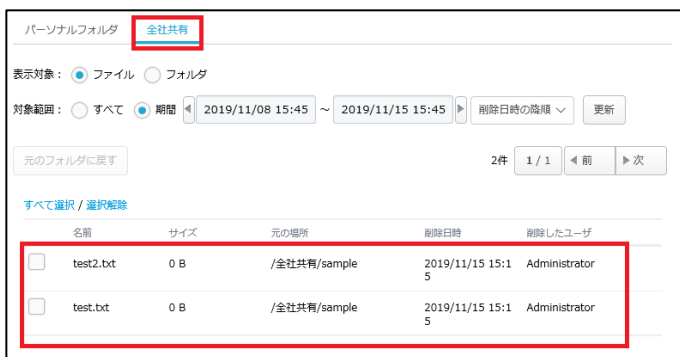 パーソナルフォルダ 全社共有
表示対象： ファイル フォルダ
対象範囲： すべて 期間 2019/11/08 15:45 ～ 2019/11/15 15:45 削除日時の降順 更新
元のフォルダに戻す 2件 1 / 1 前 次
すべて選択 / 選択解除
名前 サイズ 元の場所 削除日時 削除したユーザ
test2.txt 0 B /全社共有/sample 2019/11/15 15:1 Administrator
5
test.txt 0 B /全社共有/sample 2019/11/15 15:1 Administrator
5